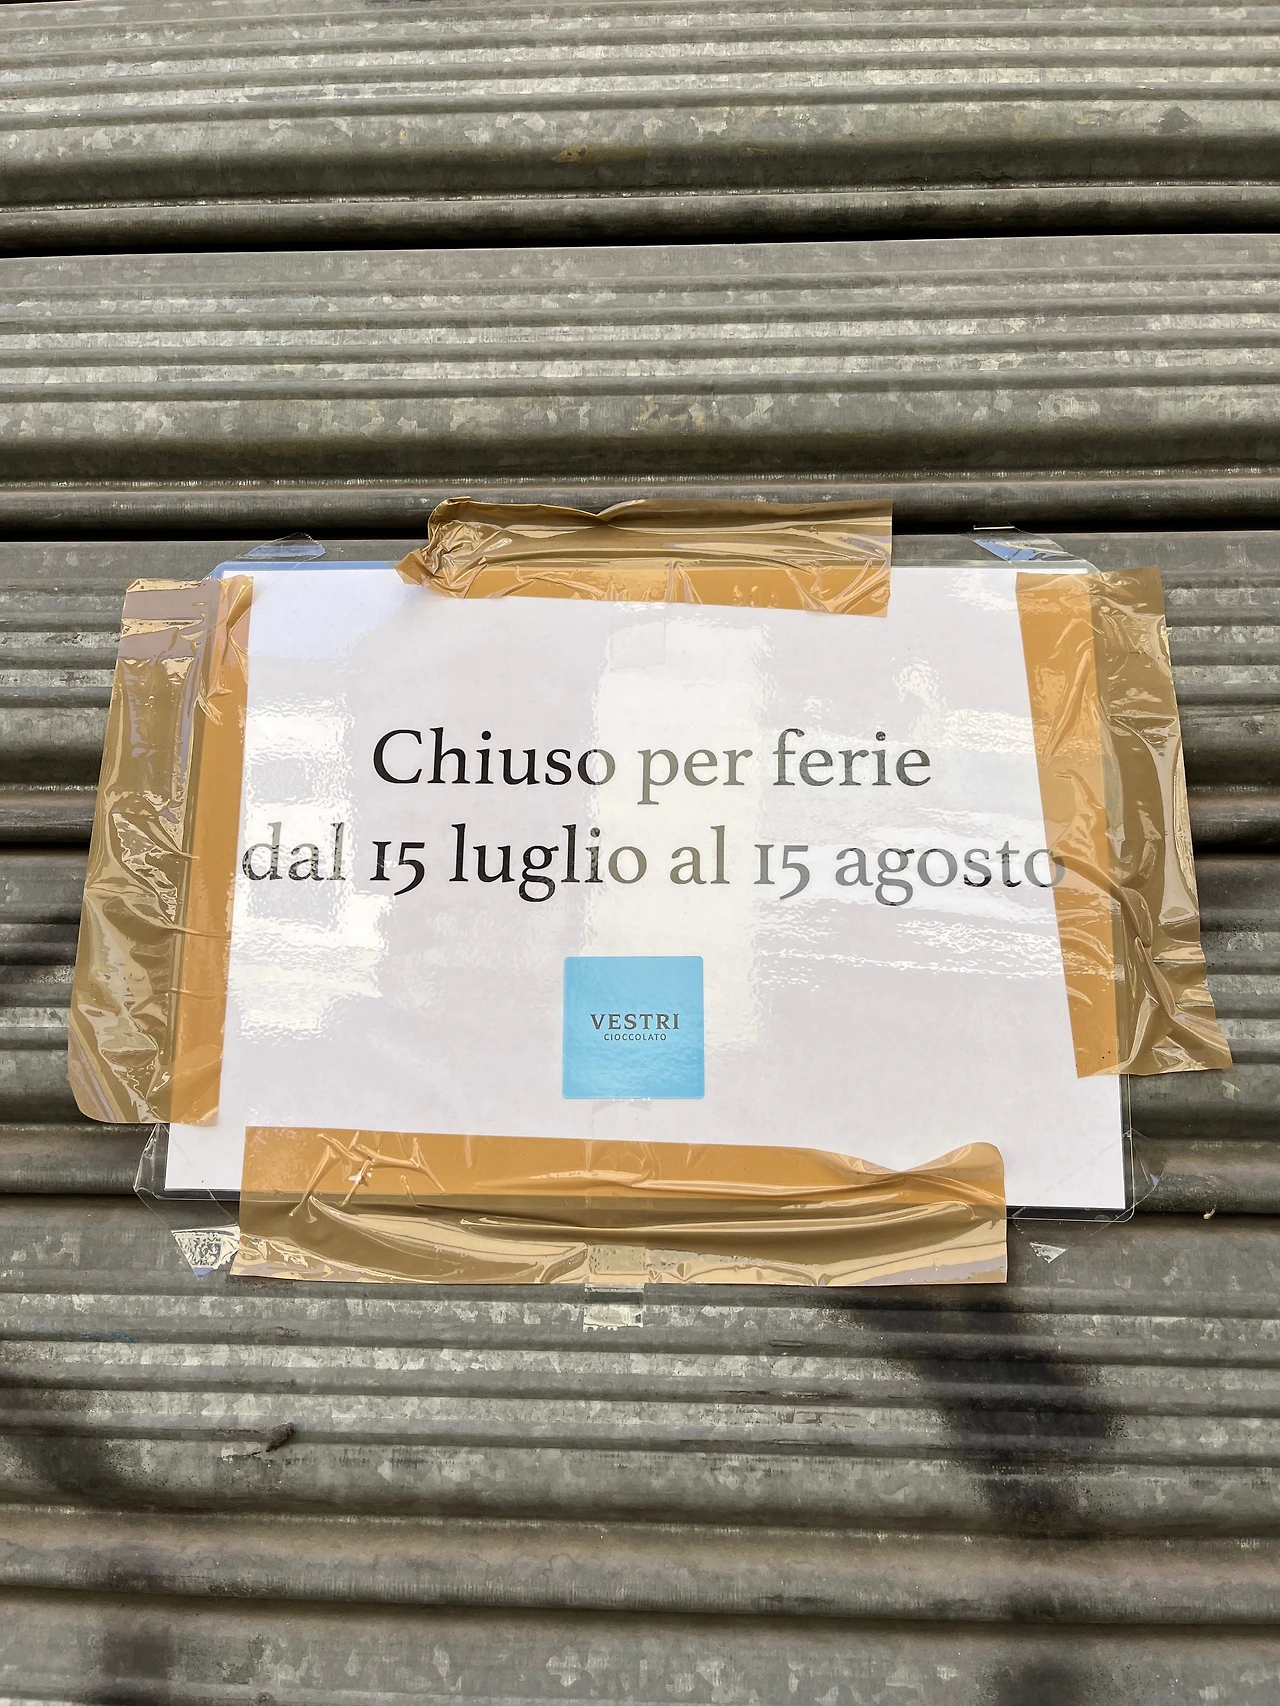 Chiuso per ferie
dal 15 luglio al 15 agosto
VESTRI
CIOCCOLATO